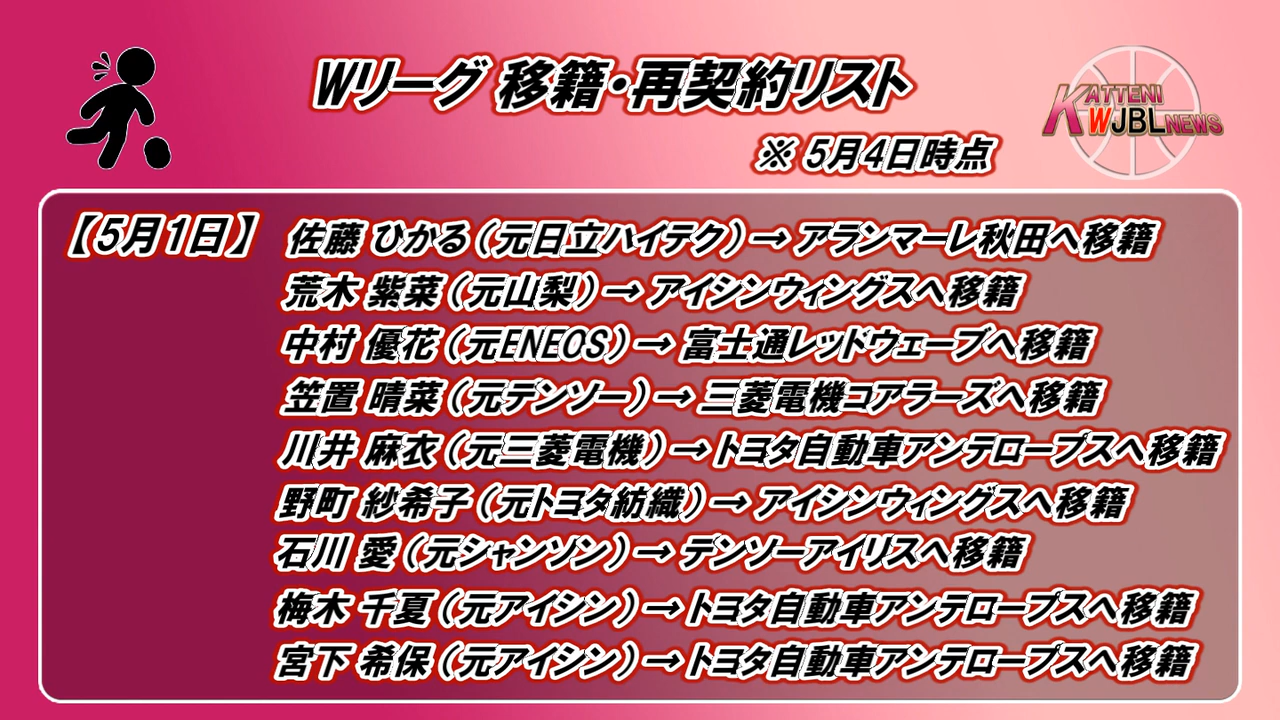 Wリーグ 移籍・再契約リスト
※ 5月4日時点
KATTENI
WJBLNEWS
【5月1日】 佐藤 ひかる（元日立ハイテク）→ アランマーレ秋田へ移籍
荒木 紫菜（元山梨）→ アイシンウィングスへ移籍
中村 優花（元ENEOS）→ 富士通レッドウェーブへ移籍
笠置 晴菜（元デンソー）→ 三菱電機コアラーズへ移籍
川井 麻衣（元三菱電機）→ トヨタ自動車アンテロープスへ移籍
野町 紗希子（元トヨタ紡織）→ アイシンウィングスへ移籍
石川 愛（元シャンソン）→ デンソーアイリスへ移籍
梅木 千夏（元アイシン）→ トヨタ自動車アンテロープスへ移籍
宮下 希保（元アイシン）→ トヨタ自動車アンテロープスへ移籍